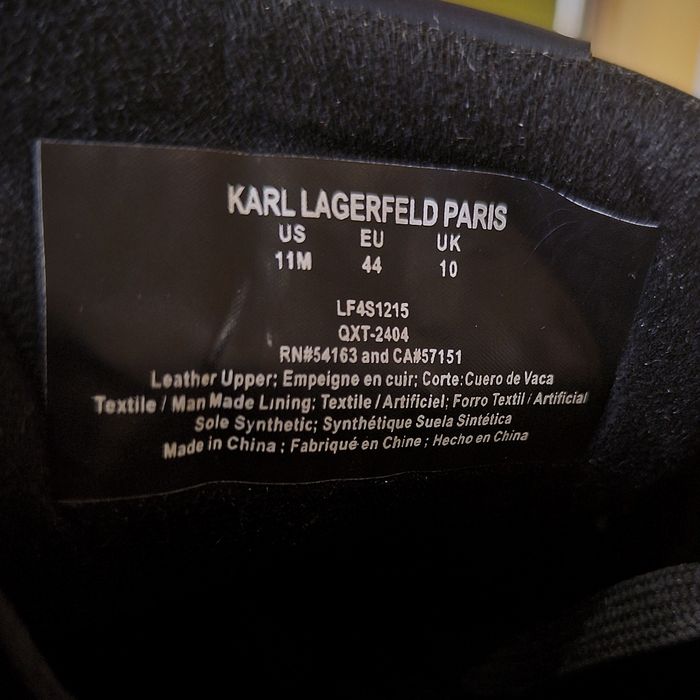 KARL LAGERFELD PARIS
US EU UK
11M 44 10
LF4S1215
QXT-2404
RN#54163 and CA#57151
Leather Upper; Empeigne en cuir; Corte:Cuero de Vaca
Textile / Man Made Lining; Textile / Artificiel; Forro Textil / Artificial
Sole Synthetic; Synthétique Suela Sintética
Made in China ; Fabriqué en Chine ; Hecho en China